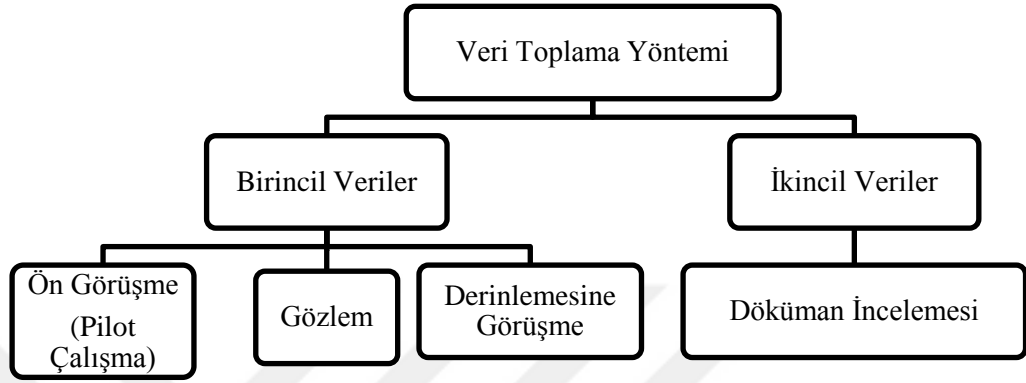 Veri Toplama Yöntemi
Birincil Veriler
İkincil Veriler
Ön Görüşme
(Pilot
Çalışma)
Gözlem
Derinlemesine
Görüşme
Döküman İncelemesi